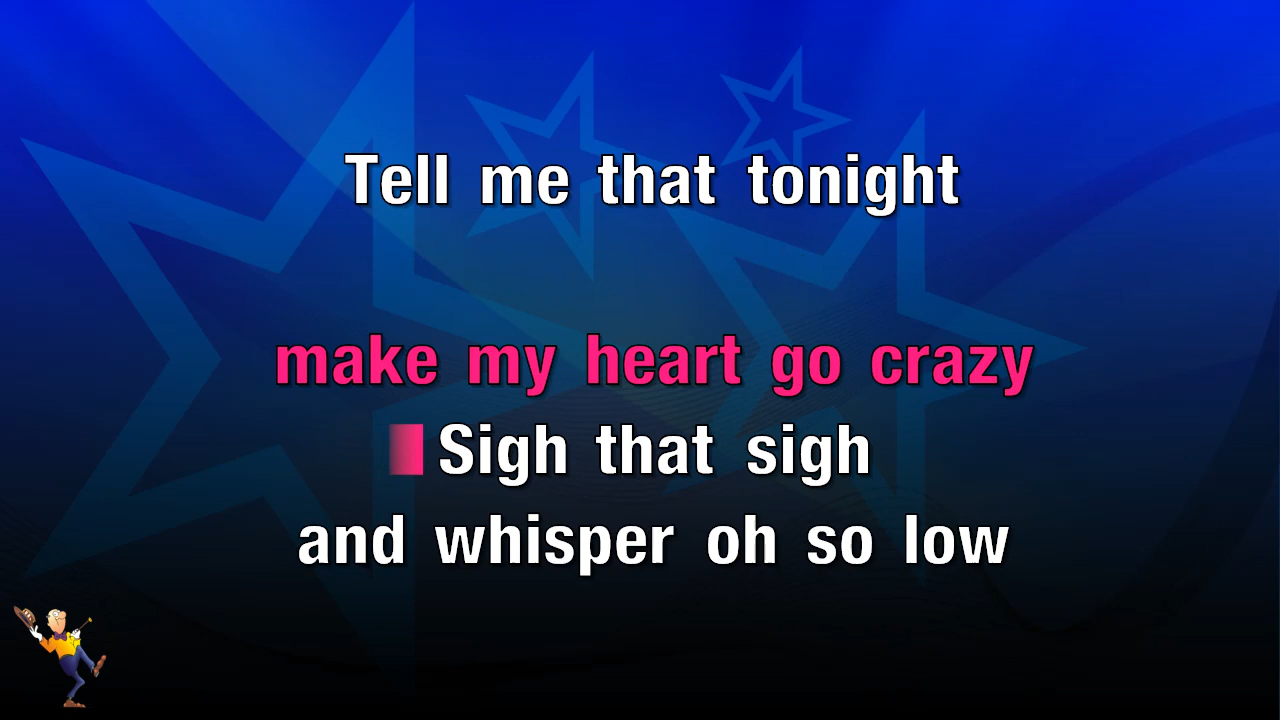 Tell me that tonight
make my heart go crazy
Sigh that sigh
and whisper oh so low